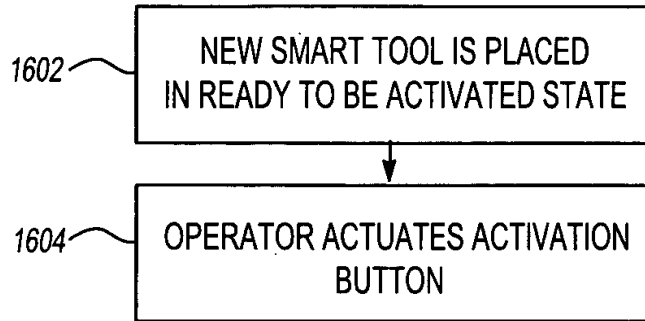 1602
NEW SMART TOOL IS PLACED
IN READY TO BE ACTIVATED STATE
1604
OPERATOR ACTUATES ACTIVATION
BUTTON